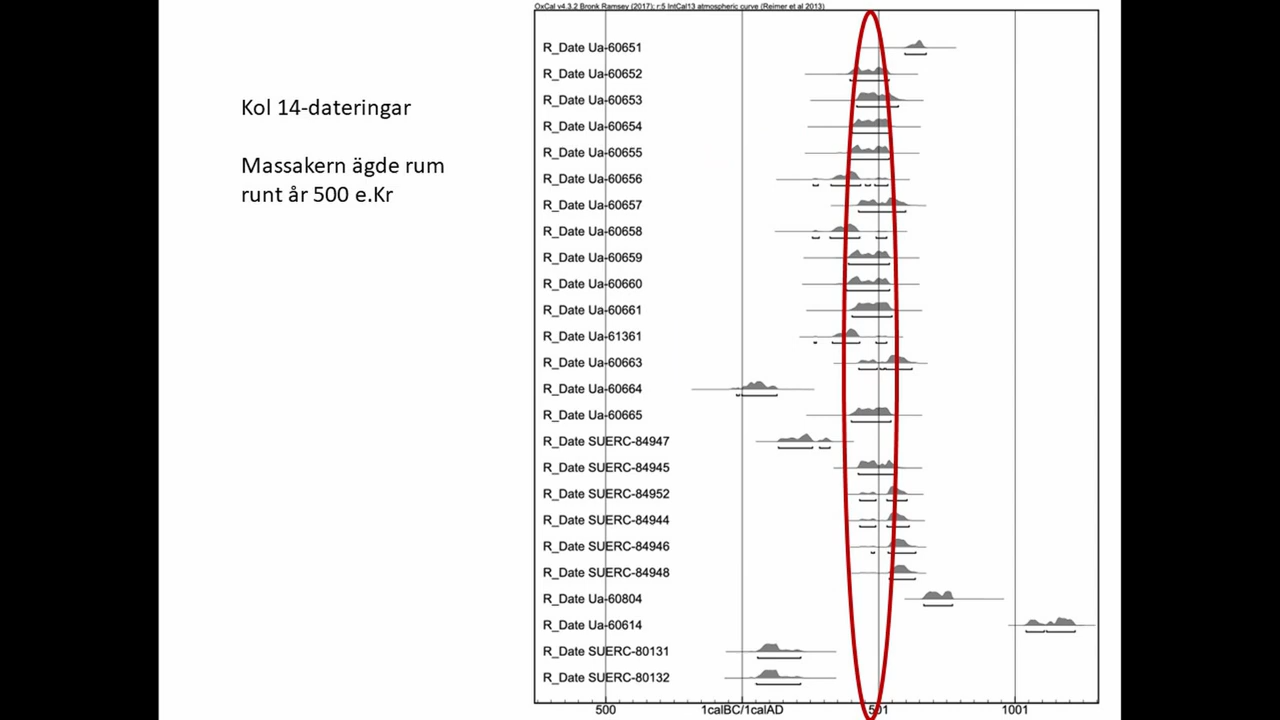 OxCal v4.3.2 Bronk Ramsey (2017); r:5 IntCal13 atmospheric curve (Reimer et al 2013)
Kol 14-dateringar
Massakern ägde rum
runt år 500 e.Kr
R_Date Ua-60651
R_Date Ua-60652
R_Date Ua-60653
R_Date Ua-60654
R_Date Ua-60655
R_Date Ua-60656
R_Date Ua-60657
R_Date Ua-60658
R_Date Ua-60659
R_Date Ua-60660
R_Date Ua-60661
R_Date Ua-61361
R_Date Ua-60663
R_Date Ua-60664
R_Date Ua-60665
R_Date SUERC-84947
R_Date SUERC-84945
R_Date SUERC-84952
R_Date SUERC-84944
R_Date SUERC-84946
R_Date SUERC-84948
R_Date Ua-60804
R_Date Ua-60614
R_Date SUERC-80131
R_Date SUERC-80132
500 1calBC/1calAD 501 1001